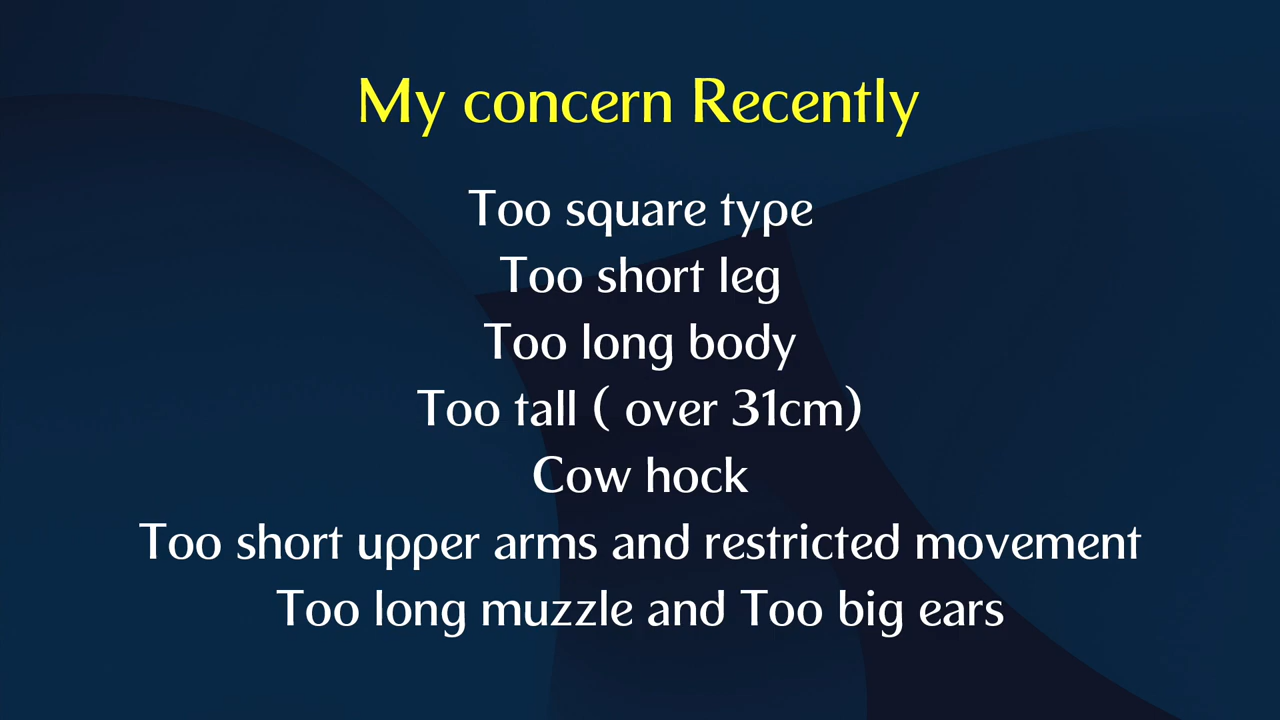 My concern Recently
Too square type
Too short leg
Too long body
Too tall ( over 31cm)
Cow hock
Too short upper arms and restricted movement
Too long muzzle and Too big ears